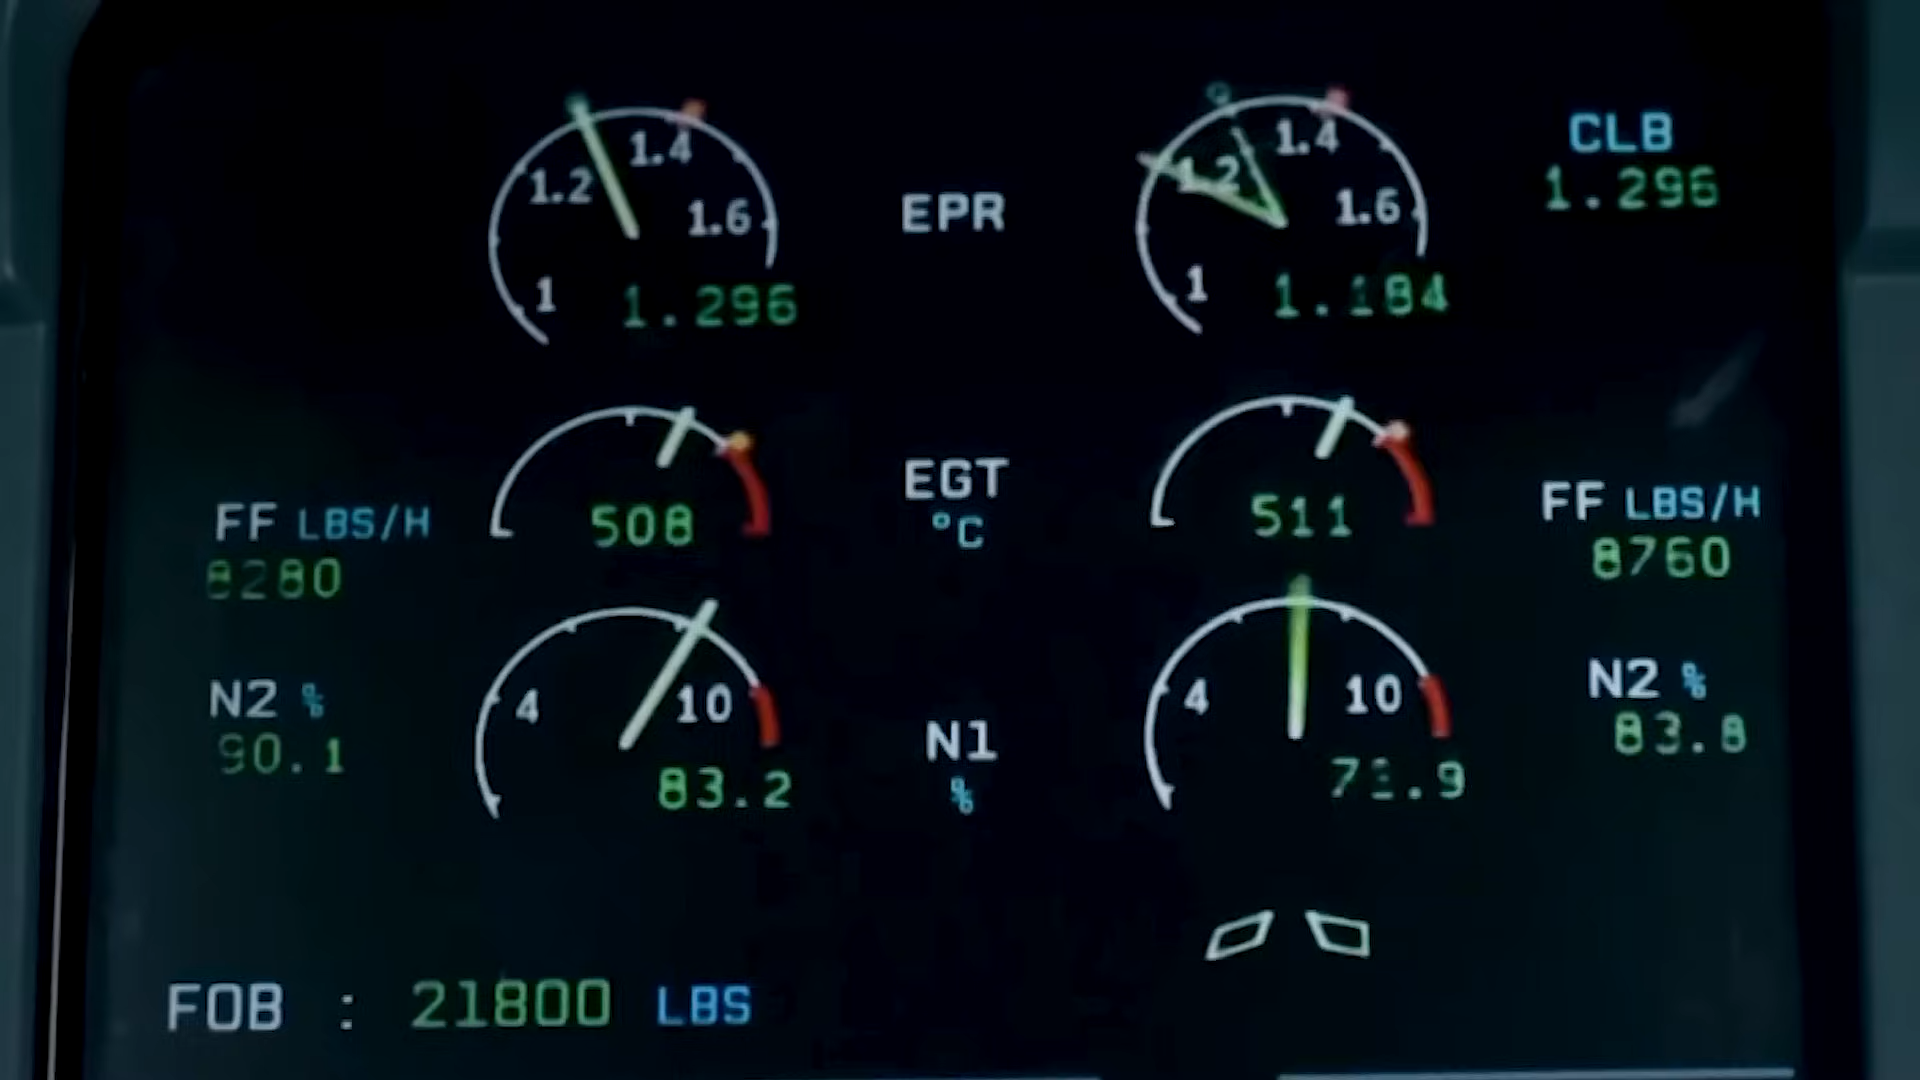 1.2 1.4 1.6 1
1.296
EPR
1.2 1.4 1.6 1
1.184
CLB
1.296
508
EGT
°C
511
FF LBS/H
8280
FF LBS/H
8760
4 10
83.2
N1
%
4 10
N2 %
90.1
N2 %
83.8
FOB : 21800 LBS